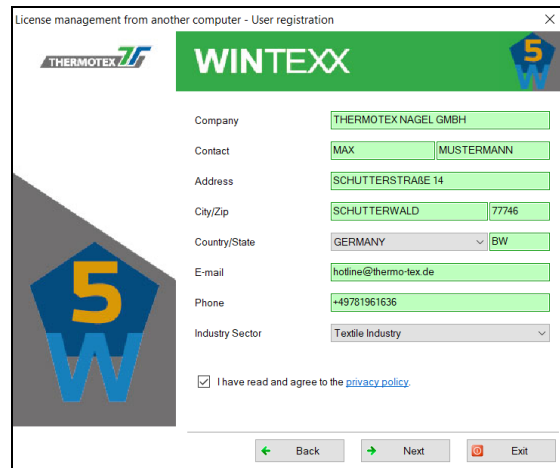 License management from another computer - User registration
THERMOTEX
WINTEXX
5
W
Company THERMOTEX NAGEL GMBH
Contact MAX MUSTERMANN
Address SCHUTTERSTRAßE 14
City/Zip SCHUTTERWALD 77746
Country/State GERMANY BW
E-mail hotline@thermo-tex.de
Phone +49781961636
Industry Sector Textile Industry
5
W
I have read and agree to the privacy policy.
Back Next Exit